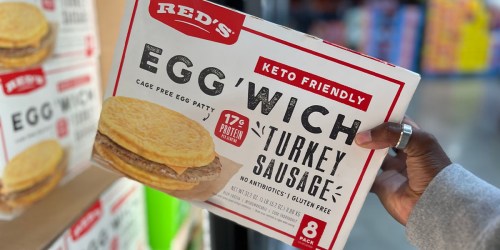 RED'S
KETO FRIENDLY
EGG'WICH
CAGE FREE EGG PATTY
17G
PROTEIN
TURKEY
SAUSAGE
NO ANTIBIOTICS | GLUTEN FREE
8
PACK
RED'S
EGG
RED'S